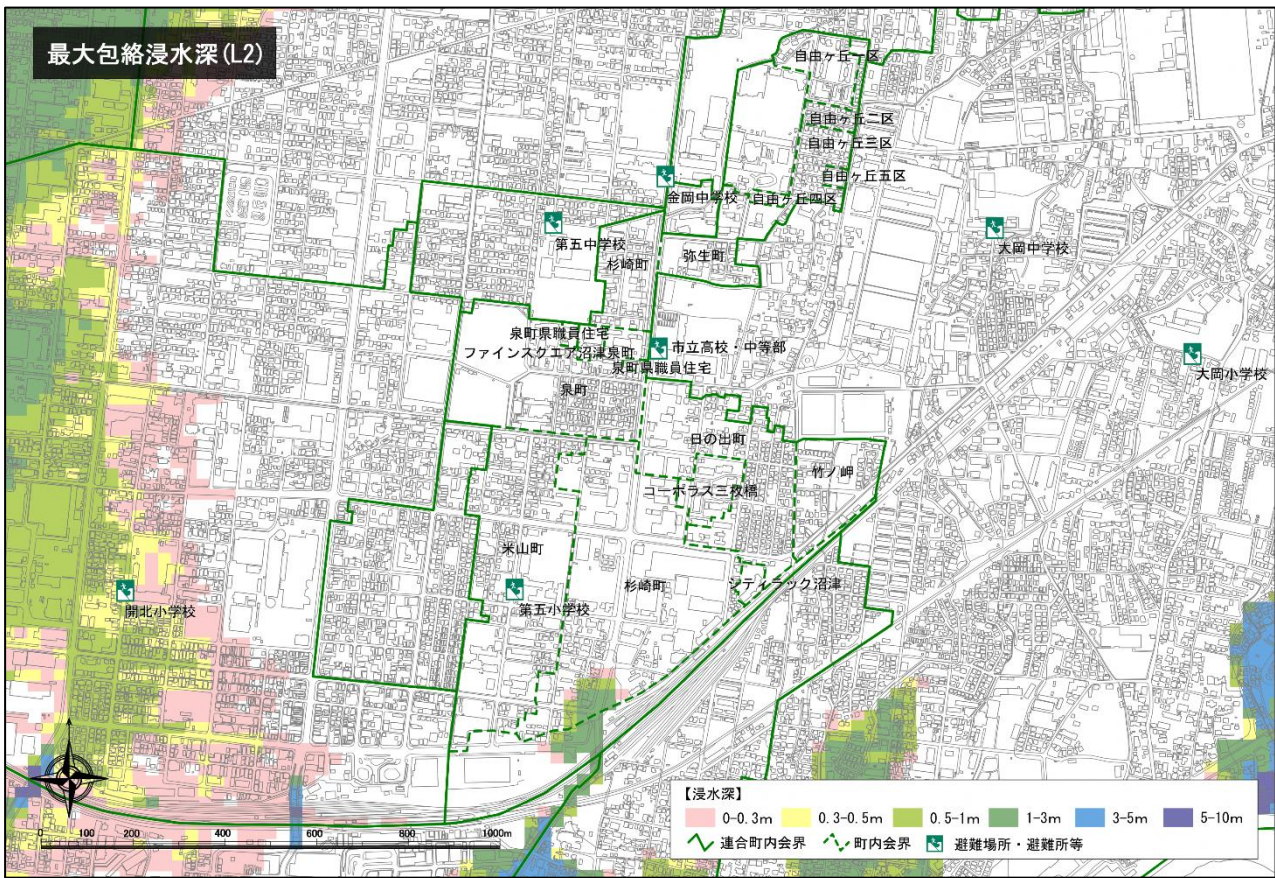 最大包絡浸水深(L2)
自由ヶ丘一区
自由ヶ丘二区
自由ヶ丘三区
自由ヶ丘五区
金岡中学校
自由ヶ丘四区
第五中学校
大岡中学校
杉崎町
弥生町
泉町県職員住宅
市立高校・中等部
ファインスクエア沼津泉町
泉町県職員住宅
大岡小学校
泉町
日の出町
竹ノ岬
コーポラス三枚橋
米山町
杉崎町
シティラック沼津
開北小学校
第五小学校
【浸水深】
0-0.3m 0.3-0.5m 0.5-1m 1-3m 3-5m 5-10m
連合町内会界 町内会界 避難場所・避難所等
0 100 200 400 600 800 1000m